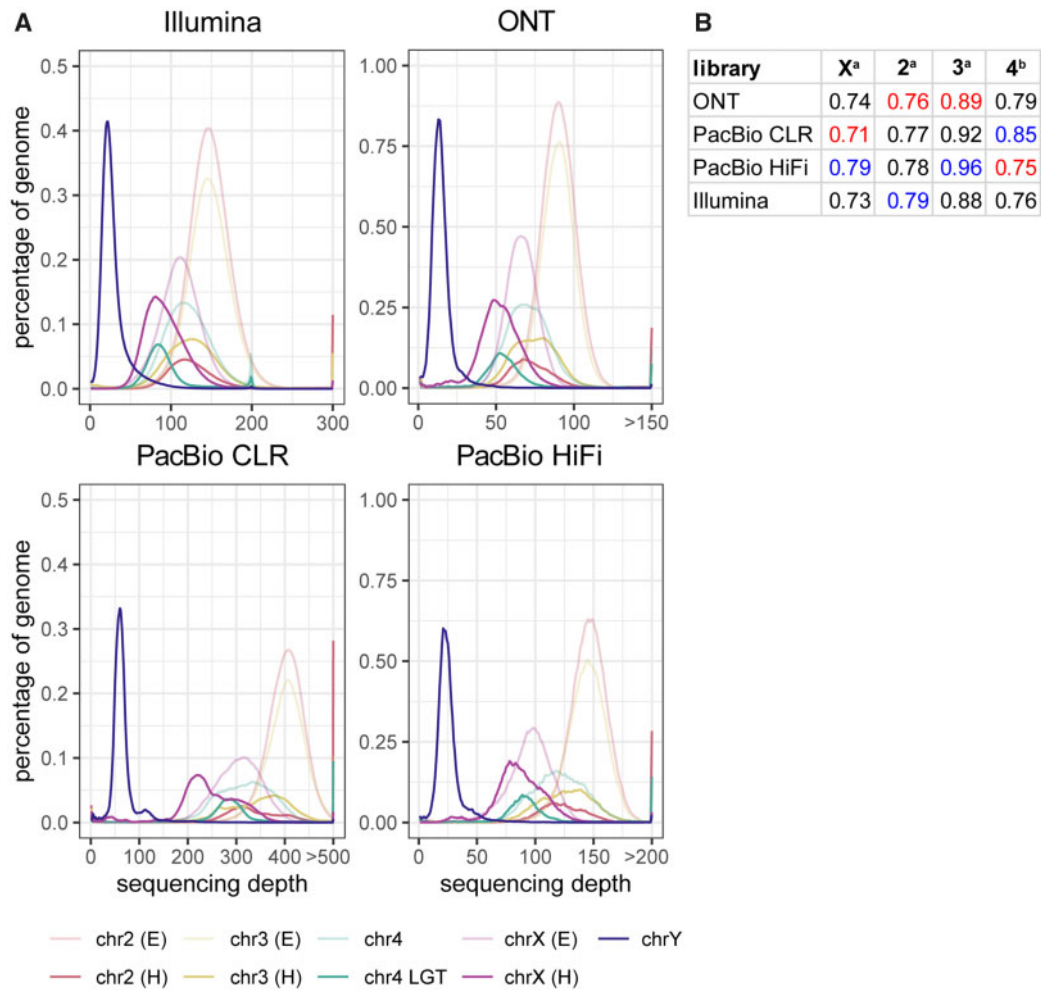 A
Illumina
ONT
B
percentage of genome
0.5
0.4
0.3
0.2
0.1
0.0
0 100 200 300
1.00
0.75
0.50
0.25
0.00
0 50 100 >150
library Xᵃ 2ᵃ 3ᵃ 4ᵇ
ONT 0.74 0.76 0.89 0.79
PacBio CLR 0.71 0.77 0.92 0.85
PacBio HiFi 0.79 0.78 0.96 0.75
Illumina 0.73 0.79 0.88 0.76
PacBio CLR
PacBio HiFi
percentage of genome
0.5
0.4
0.3
0.2
0.1
0.0
0 100 200 300 400 >500
sequencing depth
1.00
0.75
0.50
0.25
0.00
0 50 100 150 >200
sequencing depth
chr2 (E) chr3 (E) chr4 chrX (E) chrY
chr2 (H) chr3 (H) chr4 LGT chrX (H)